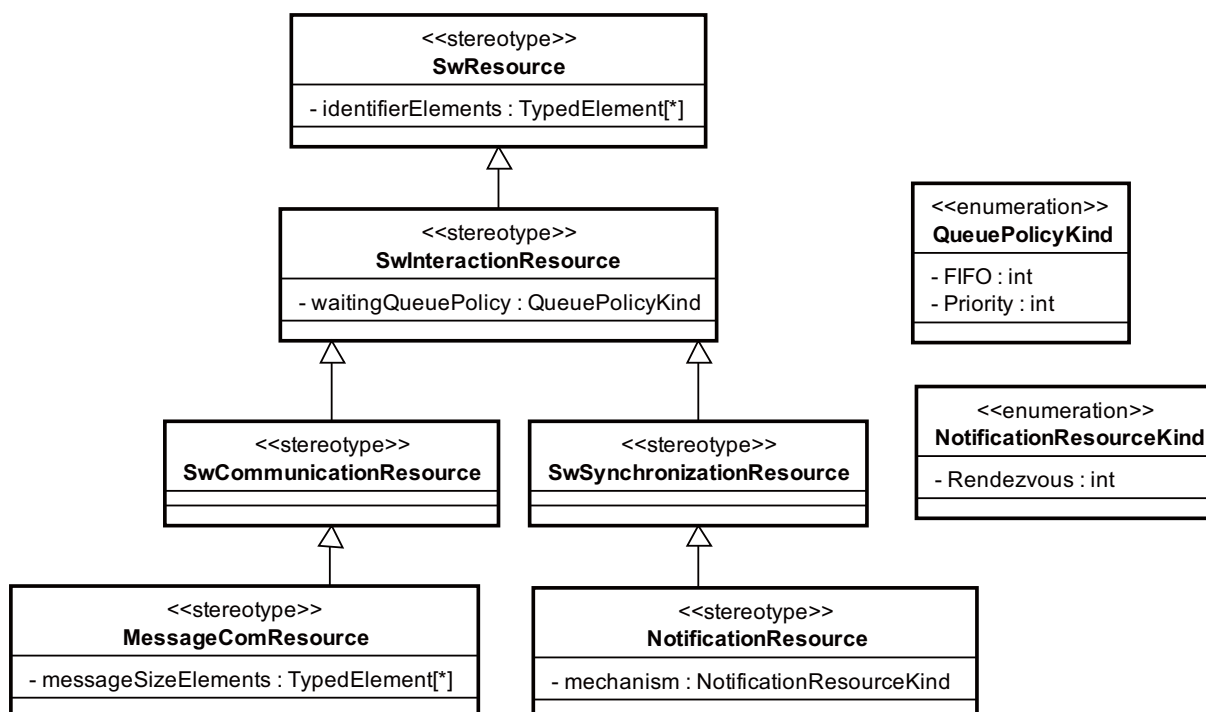 <<stereotype>>
SwResource
- identifierElements : TypedElement[*]
<<stereotype>>
SwInteractionResource
- waitingQueuePolicy : QueuePolicyKind
<<enumeration>>
QueuePolicyKind
- FIFO : int
- Priority : int
<<enumeration>>
NotificationResourceKind
- Rendezvous : int
<<stereotype>>
SwCommunicationResource
<<stereotype>>
SwSynchronizationResource
<<stereotype>>
MessageComResource
- messageSizeElements : TypedElement[*]
<<stereotype>>
NotificationResource
- mechanism : NotificationResourceKind